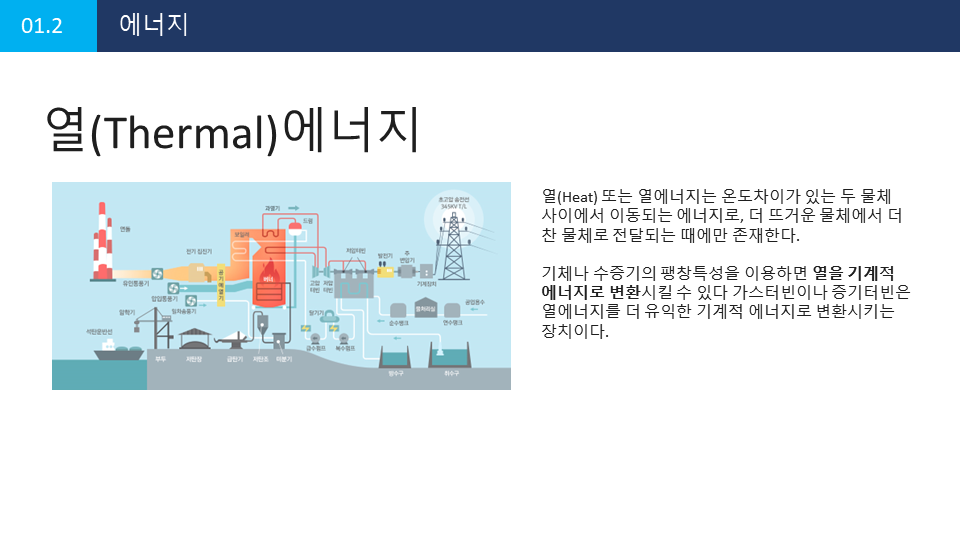 01.2
에너지
열(Thermal)에너지
열(Heat) 또는 열에너지는 온도차이가 있는 두 물체
사이에서 이동되는 에너지로, 더 뜨거운 물체에서 더
찬 물체로 전달되는 때에만 존재한다.
기체나 수증기의 팽창특성을 이용하면 열을 기계적
에너지로 변환시킬 수 있다 가스터빈이나 증기터빈은
열에너지를 더 유익한 기계적 에너지로 변환시키는
장치이다.
초고압 송전선
345KV T/L
과열기
드럼
연돌
보일러
전기 집진기
저압터빈
발전기
주
변압기
기계장치
공기예열기
유인통풍기
고압
터빈
압입통풍기
일차송풍기
탈기기
양하기
석탄운반선
순수탱크
연수탱크
공업용수
급수펌프
복수펌프
부두
저탄장
급탄기
저탄조
미분기
방수구
취수구